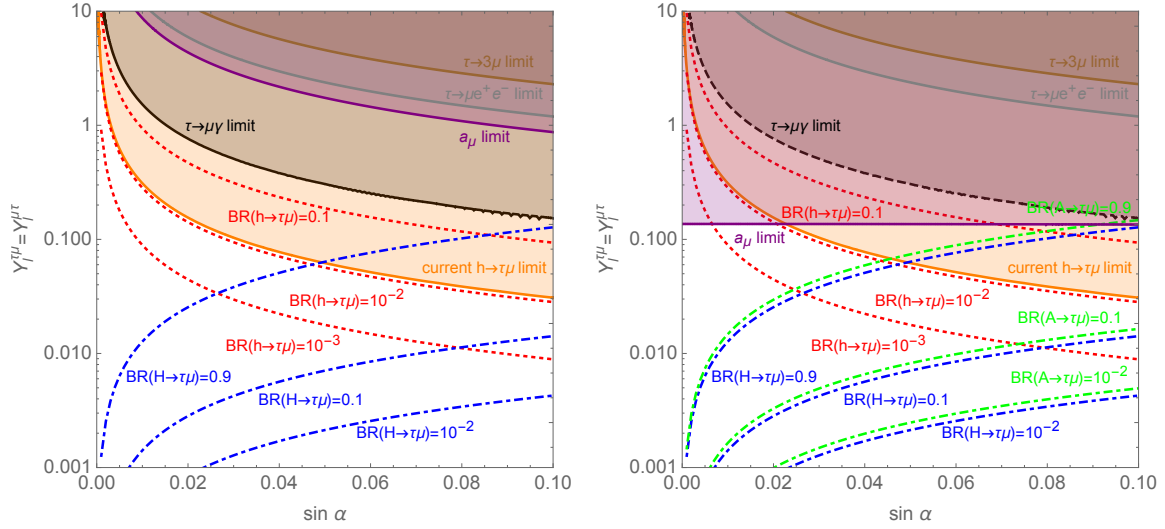 10
1
0.100
0.010
0.001
Y_l^{τμ} = Y_l^{μτ}
τ→3μ limit
τ→μe⁺e⁻ limit
τ→μγ limit
a_μ limit
BR(h→τμ)=0.1
current h→τμ limit
BR(h→τμ)=10⁻²
BR(h→τμ)=10⁻³
BR(H→τμ)=0.9
BR(H→τμ)=0.1
BR(H→τμ)=10⁻²
0.00 0.02 0.04 0.06 0.08 0.10
sin α
10
1
0.100
0.010
0.001
Y_l^{τμ} = Y_l^{μτ}
τ→3μ limit
τ→μe⁺e⁻ limit
τ→μγ limit
BR(h→τμ)=0.1
BR(A→τμ)=0.9
a_μ limit
current h→τμ limit
BR(h→τμ)=10⁻²
BR(A→τμ)=0.1
BR(h→τμ)=10⁻³
BR(H→τμ)=0.9
BR(A→τμ)=10⁻²
BR(H→τμ)=0.1
BR(H→τμ)=10⁻²
0.00 0.02 0.04 0.06 0.08 0.10
sin α